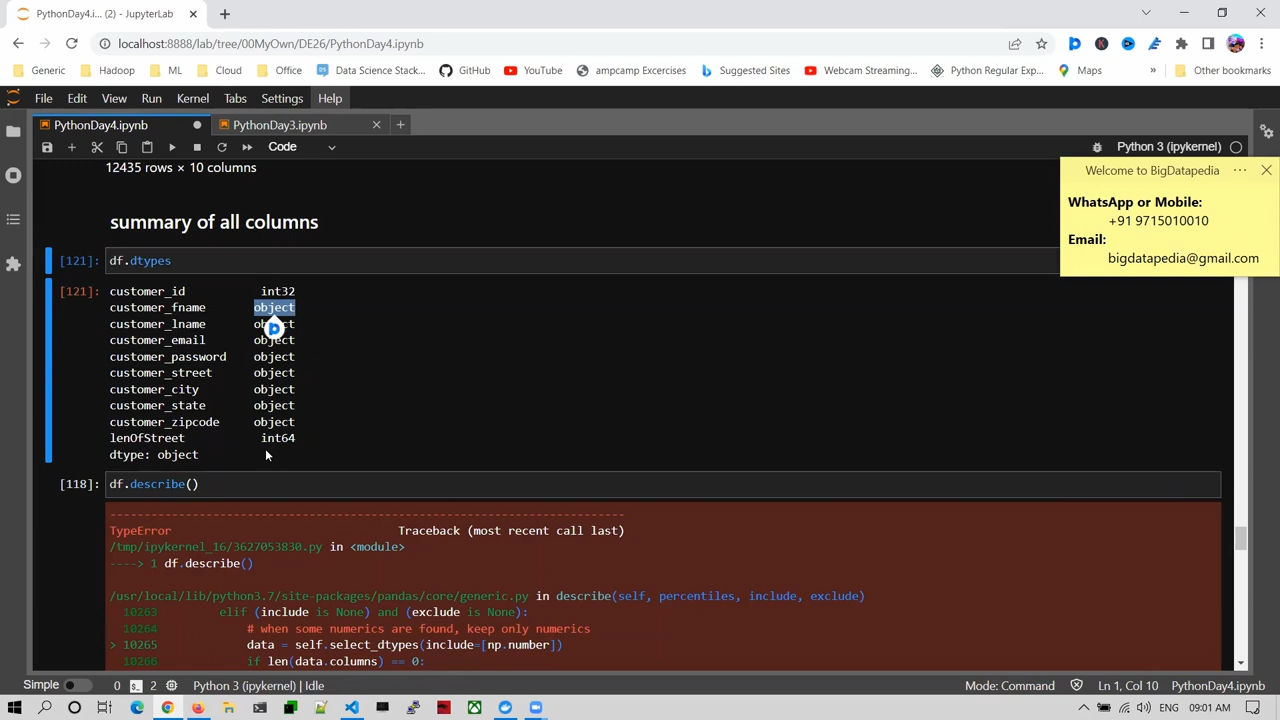 PythonDay4.i... (2) - JupyterLab
localhost:8888/lab/tree/00MyOwn/DE26/PythonDay4.ipynb
Generic Hadoop ML Cloud Office Data Science Stack... GitHub YouTube ampcamp Excercises Suggested Sites Webcam Streaming... Python Regular Exp... Maps » Other bookmarks
File Edit View Run Kernel Tabs Settings Help
PythonDay4.ipynb PythonDay3.ipynb
Code Python 3 (ipykernel)
12435 rows × 10 columns
Welcome to BigDatapedia
WhatsApp or Mobile:
+91 9715010010
Email:
bigdatapedia@gmail.com
summary of all columns
[121]: df.dtypes
[121]: customer_id int32
customer_fname object
customer_lname object
customer_email object
customer_password object
customer_street object
customer_city object
customer_state object
customer_zipcode object
lenOfStreet int64
dtype: object
[118]: df.describe()
---------------------------------------------------------------------------
TypeError Traceback (most recent call last)
/tmp/ipykernel_16/3627053830.py in <module>
----> 1 df.describe()
/usr/local/lib/python3.7/site-packages/pandas/core/generic.py in describe(self, percentiles, include, exclude)
10263 elif (include is None) and (exclude is None):
10264 # when some numerics are found, keep only numerics
> 10265 data = self.select_dtypes(include=[np.number])
10266 if len(data.columns) == 0:
Simple 0 2 Python 3 (ipykernel) | Idle Mode: Command Ln 1, Col 10 PythonDay4.ipynb
ENG 09:01 AM